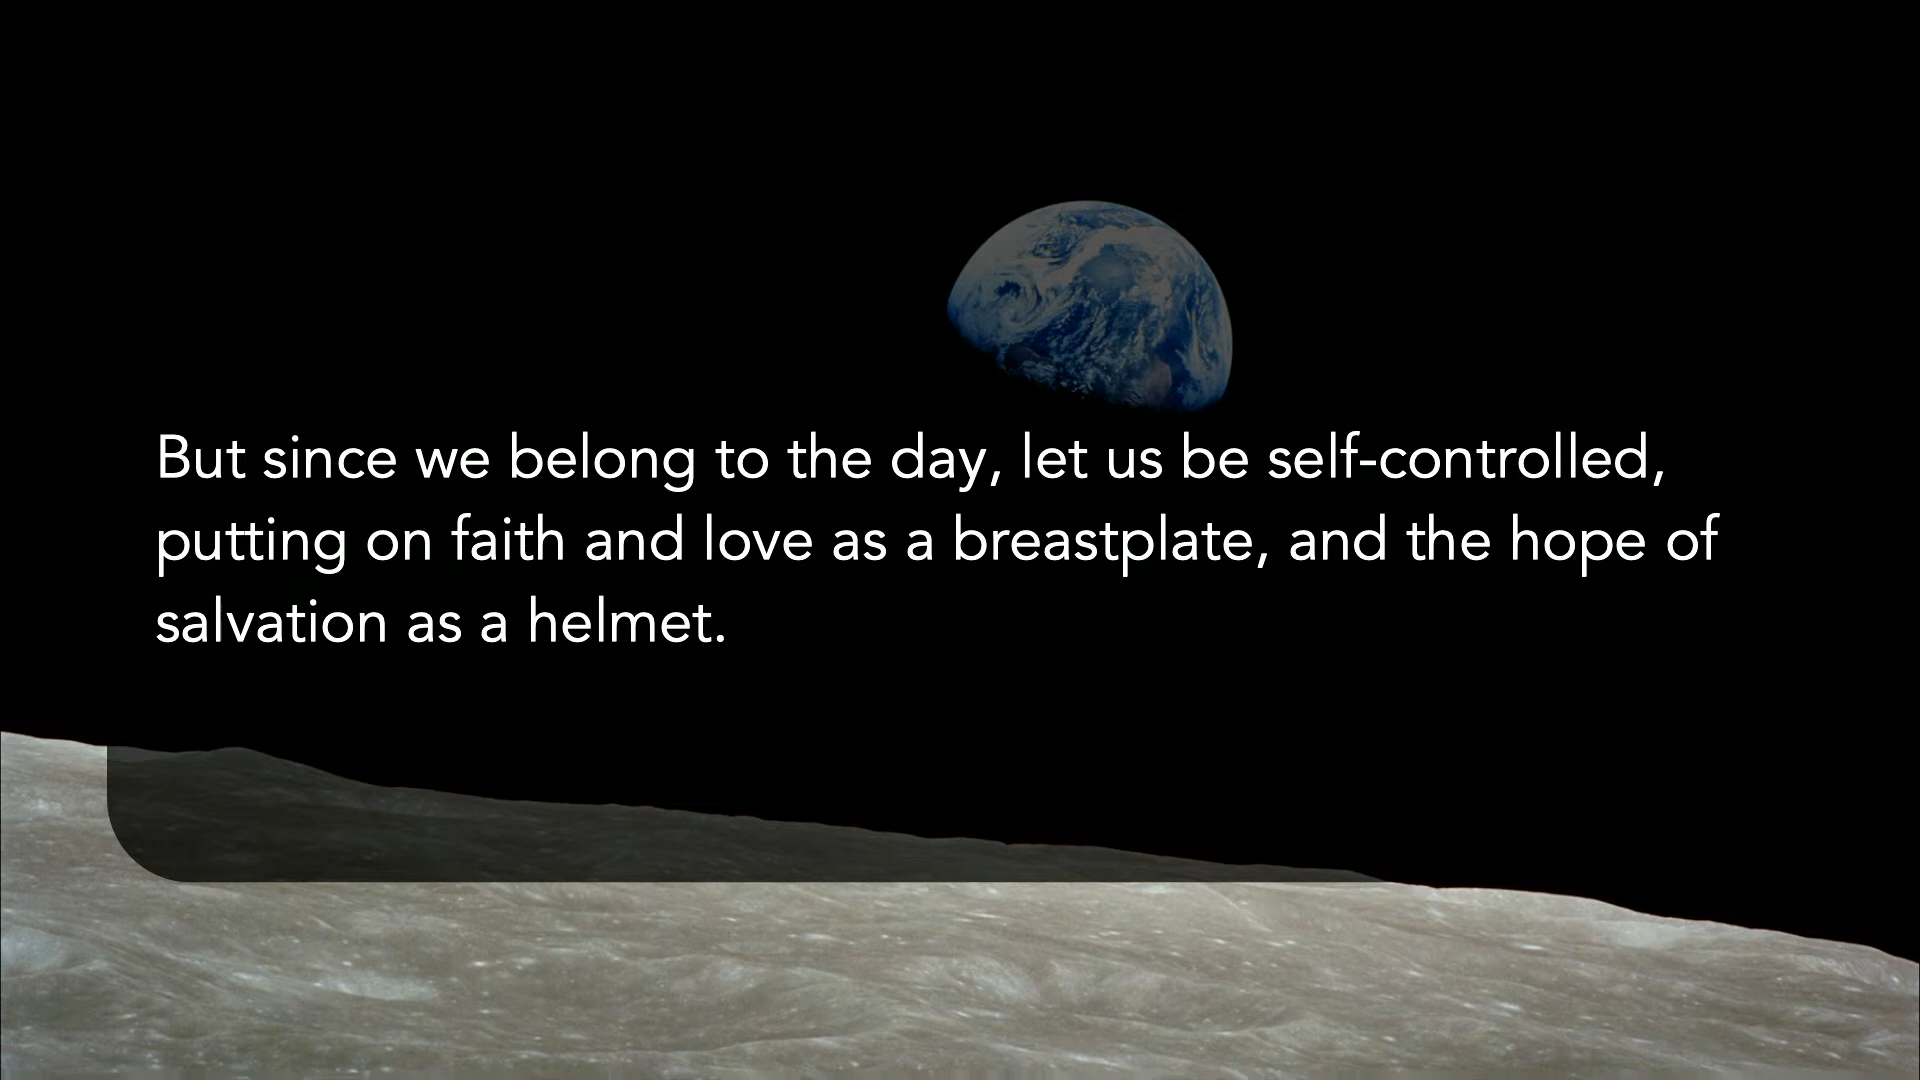 But since we belong to the day, let us be self-controlled,
putting on faith and love as a breastplate, and the hope of
salvation as a helmet.